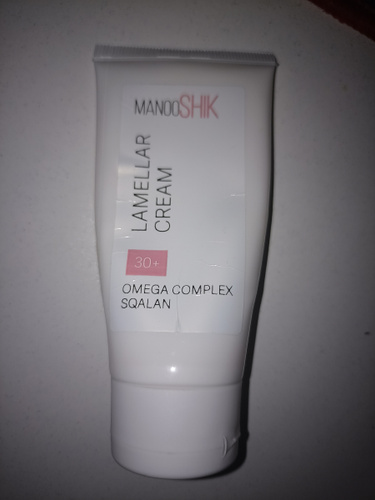 MANOOSHIK
LAMELLAR
CREAM
30+
OMEGA COMPLEX
SQALAN